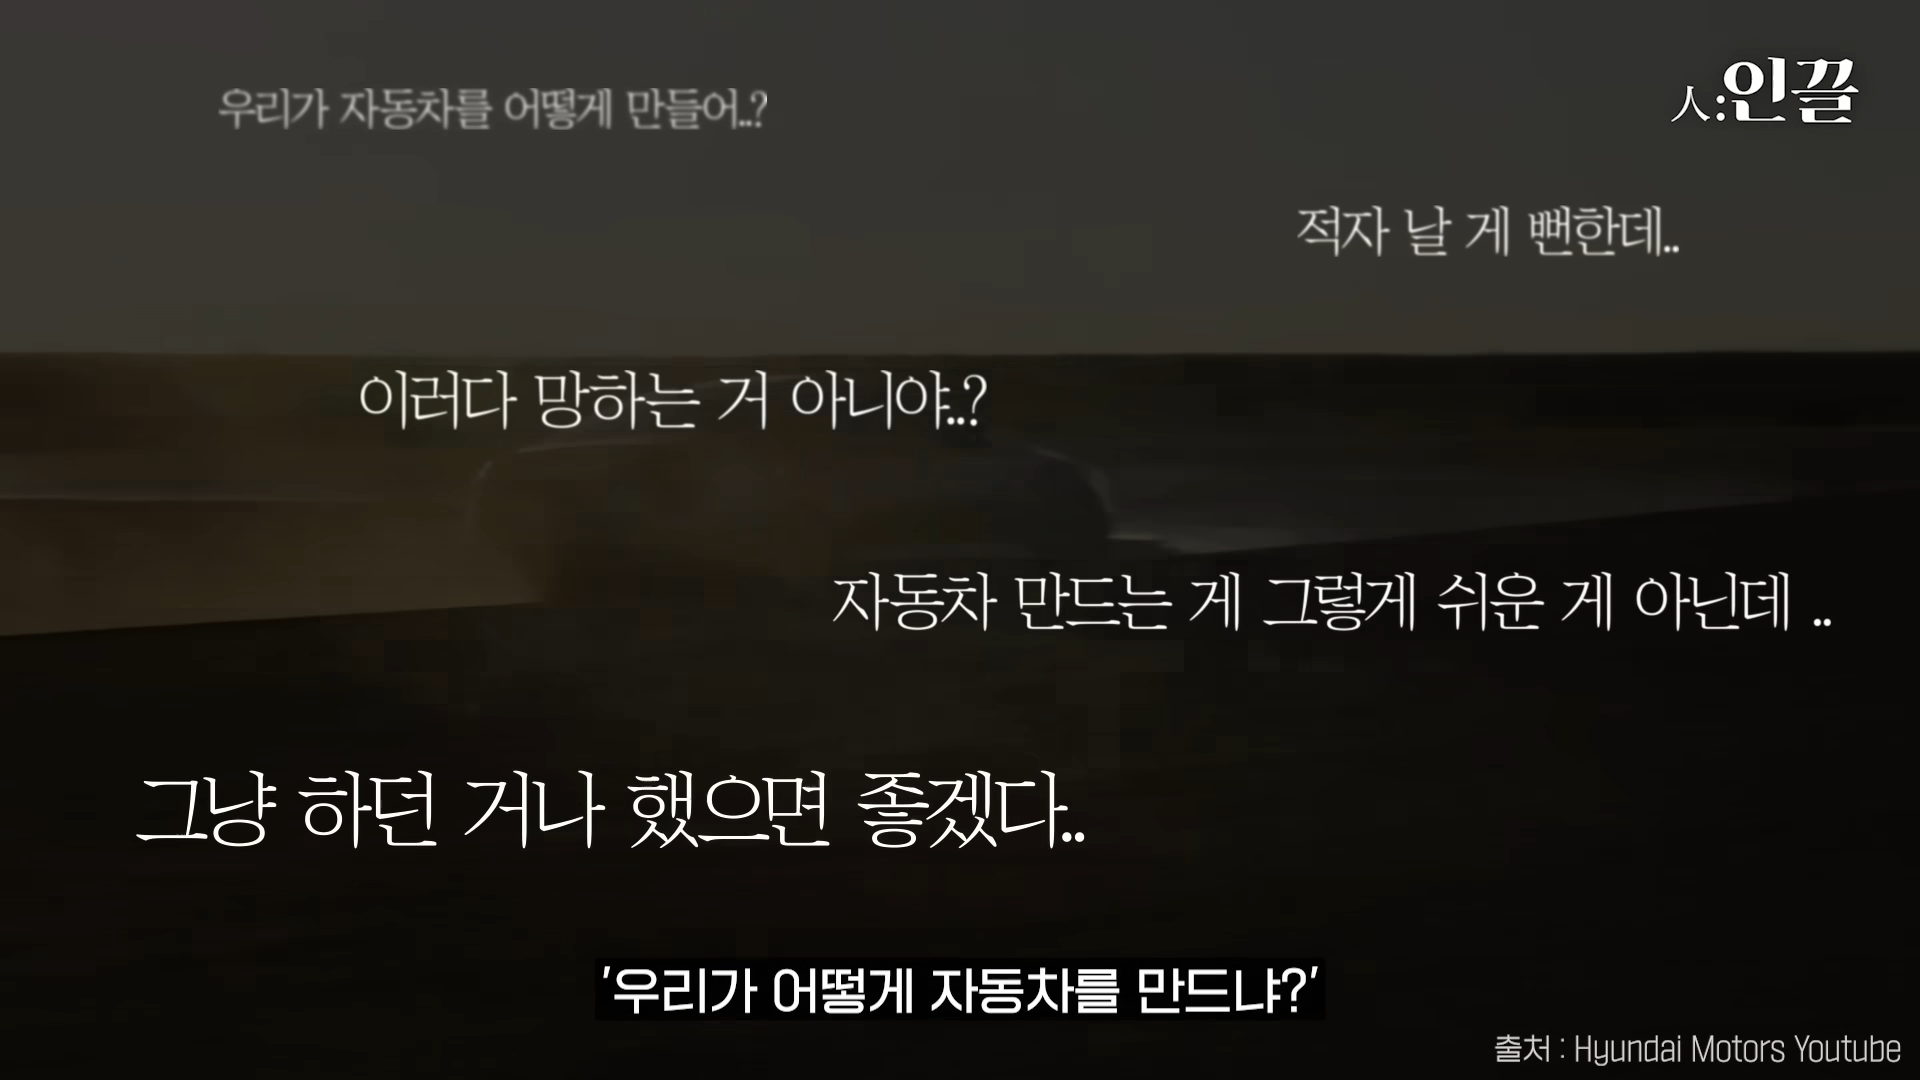 우리가 자동차를 어떻게 만들어..?
人:인끌
적자 날 게 뻔한데..
이러다 망하는 거 아니야..?
자동차 만드는 게 그렇게 쉬운 게 아닌데 ..
그냥 하던 거나 했으면 좋겠다..
'우리가 어떻게 자동차를 만드냐?'
출처 : Hyundai Motors Youtube